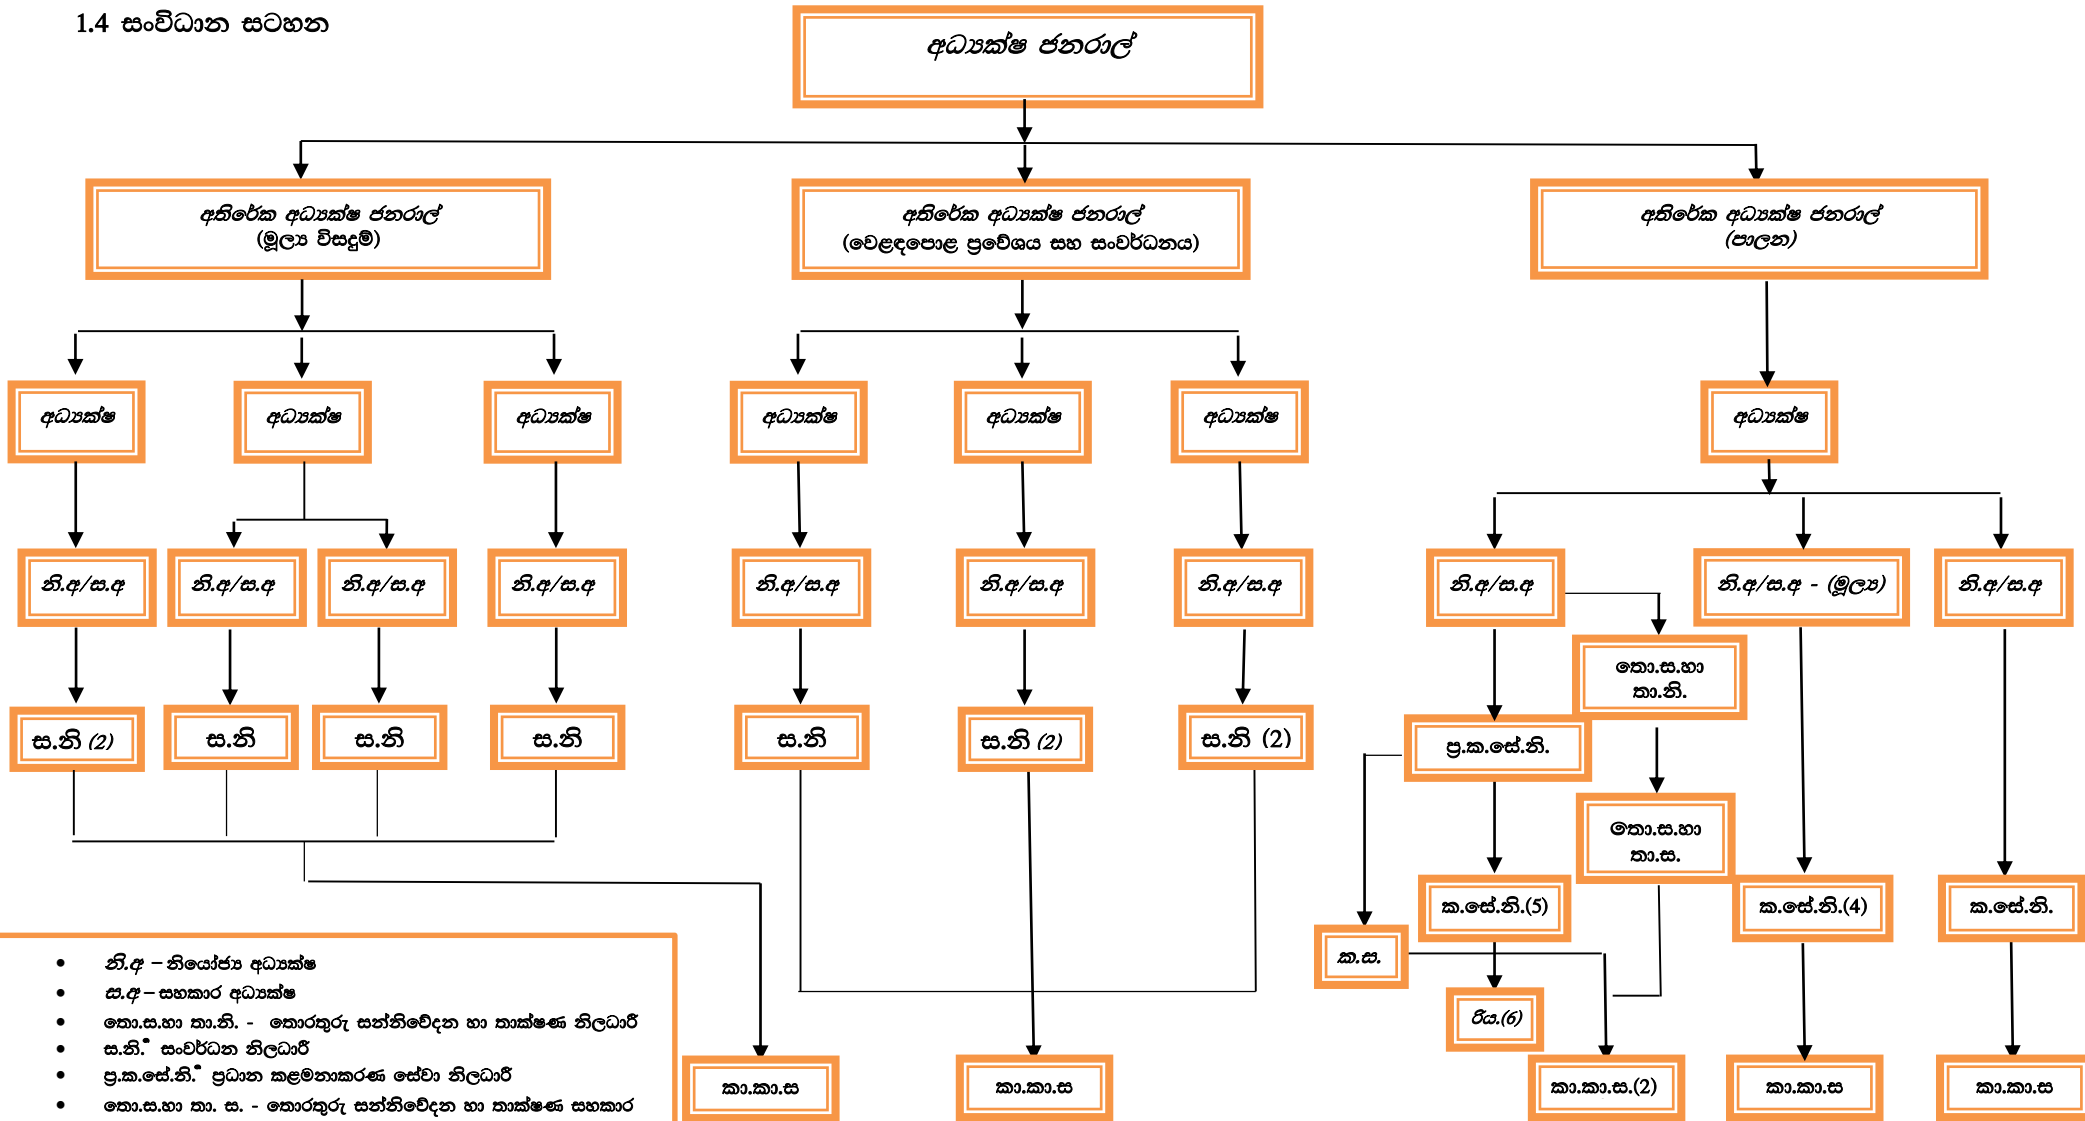 1.4 සංවිධාන සටහන
අධ්‍යක්ෂ ජනරාල්
අතිරේක අධ්‍යක්ෂ ජනරාල්
(මූල්‍ය විසදුම්)
අතිරේක අධ්‍යක්ෂ ජනරාල්
(වෙළඳපොළ ප්‍රවේශය සහ සංවර්ධනය)
අතිරේක අධ්‍යක්ෂ ජනරාල්
(පාලන)
අධ්‍යක්ෂ
අධ්‍යක්ෂ
අධ්‍යක්ෂ
අධ්‍යක්ෂ
අධ්‍යක්ෂ
අධ්‍යක්ෂ
අධ්‍යක්ෂ
නි.අ/ස.අ
නි.අ/ස.අ
නි.අ/ස.අ
නි.අ/ස.අ
නි.අ/ස.අ
නි.අ/ස.අ
නි.අ/ස.අ
නි.අ/ස.අ
නි.අ/ස.අ - (මූල්‍ය)
නි.අ/ස.අ
තො.ස.හා
තා.නි.
ස.නි (2)
ස.නි
ස.නි
ස.නි
ස.නි
ස.නි (2)
ස.නි (2)
ප්‍ර.ක.සේ.නි.
තො.ස.හා
තා.ස.
ක.සේ.නි.(5)
ක.සේ.නි.(4)
ක.සේ.නි.
ක.ස.
රිය.(6)
කා.කා.ස
කා.කා.ස
කා.කා.ස.(2)
කා.කා.ස
කා.කා.ස
• නි.අ – නියෝජ්‍ය අධ්‍යක්ෂ
• ස.අ – සහකාර අධ්‍යක්ෂ
• තො.ස.හා තා.නි. - තොරතුරු සන්නිවේදන හා තාක්ෂණ නිලධාරී
• ස.නි. සංවර්ධන නිලධාරී
• ප්‍ර.ක.සේ.නි. ප්‍රධාන කළමනාකරණ සේවා නිලධාරී
• තො.ස.හා තා. ස. - තොරතුරු සන්නිවේදන හා තාක්ෂණ සහකාර